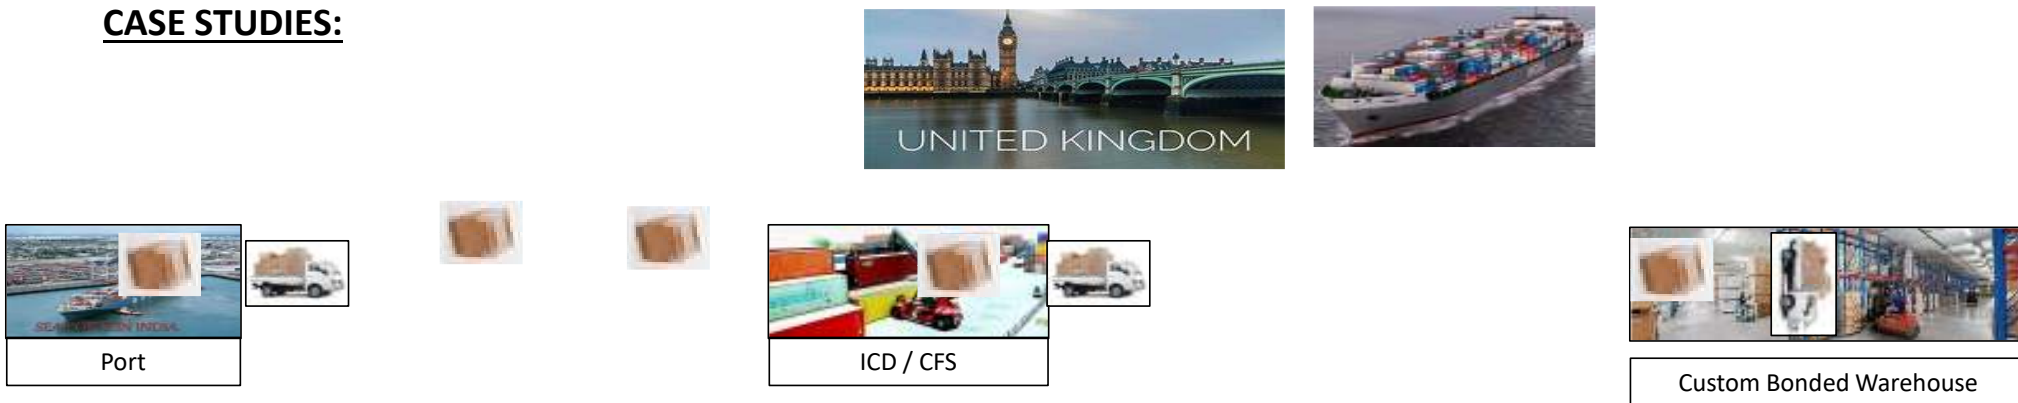 CASE STUDIES:
UNITED KINGDOM
Port
ICD / CFS
Custom Bonded Warehouse